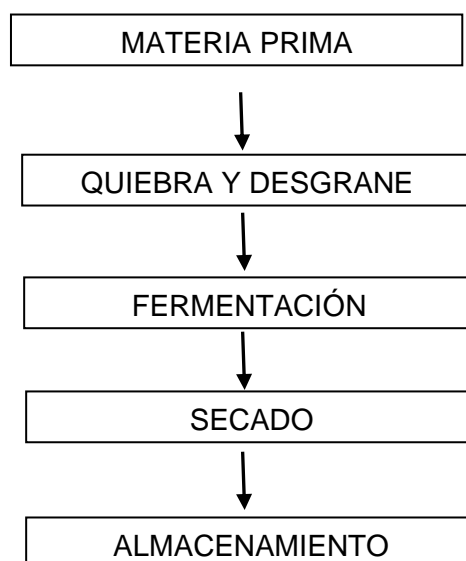 MATERIA PRIMA
QUIEBRA Y DESGRANE
FERMENTACIÓN
SECADO
ALMACENAMIENTO